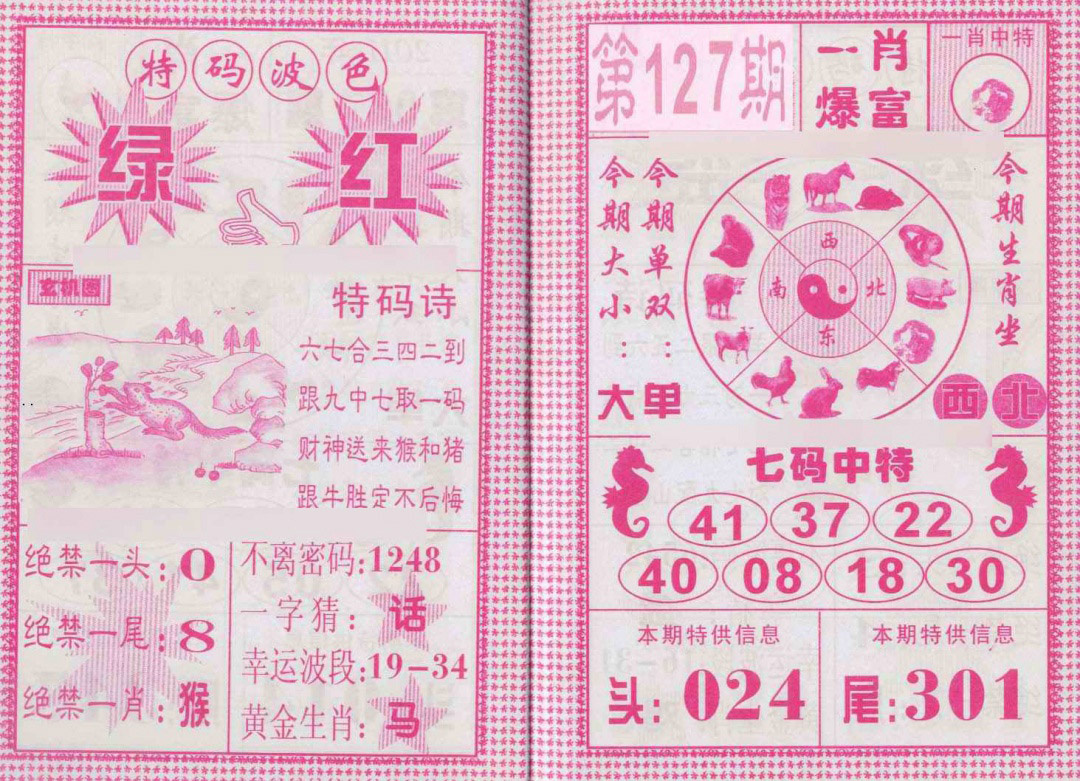 特码波色
绿 红
玄机图
特码诗
六七合三四二到
跟九中七取一码
财神送来猴和猪
跟牛胜定不后悔
绝禁一头:0
绝禁一尾:8
绝禁一肖:猴
不离密码:1248
一字猜:话
幸运波段:19-34
黄金生肖:马
第127期
一肖
爆富
一肖中特
今期大小:大
今期单双:单
西
南 北
东
今期生肖坐
西北
七码中特
41 37 22
40 08 18 30
本期特供信息
头:024
本期特供信息
尾:301